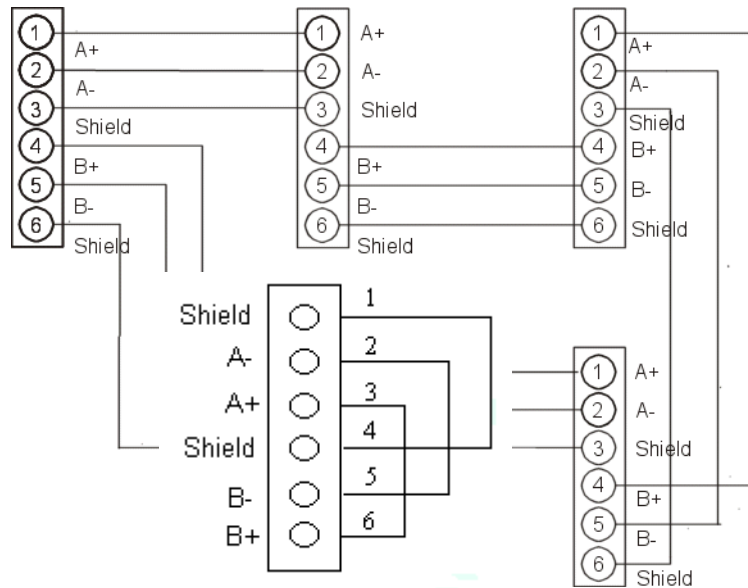 1
A+
2
A-
3
Shield
4
B+
5
B-
6
Shield
1
A+
2
A-
3
Shield
4
B+
5
B-
6
Shield
1
A+
2
A-
3
Shield
4
B+
5
B-
6
Shield
Shield 1
A- 2
A+ 3
Shield 4
B- 5
B+ 6
1
A+
2
A-
3
Shield
4
B+
5
B-
6
Shield